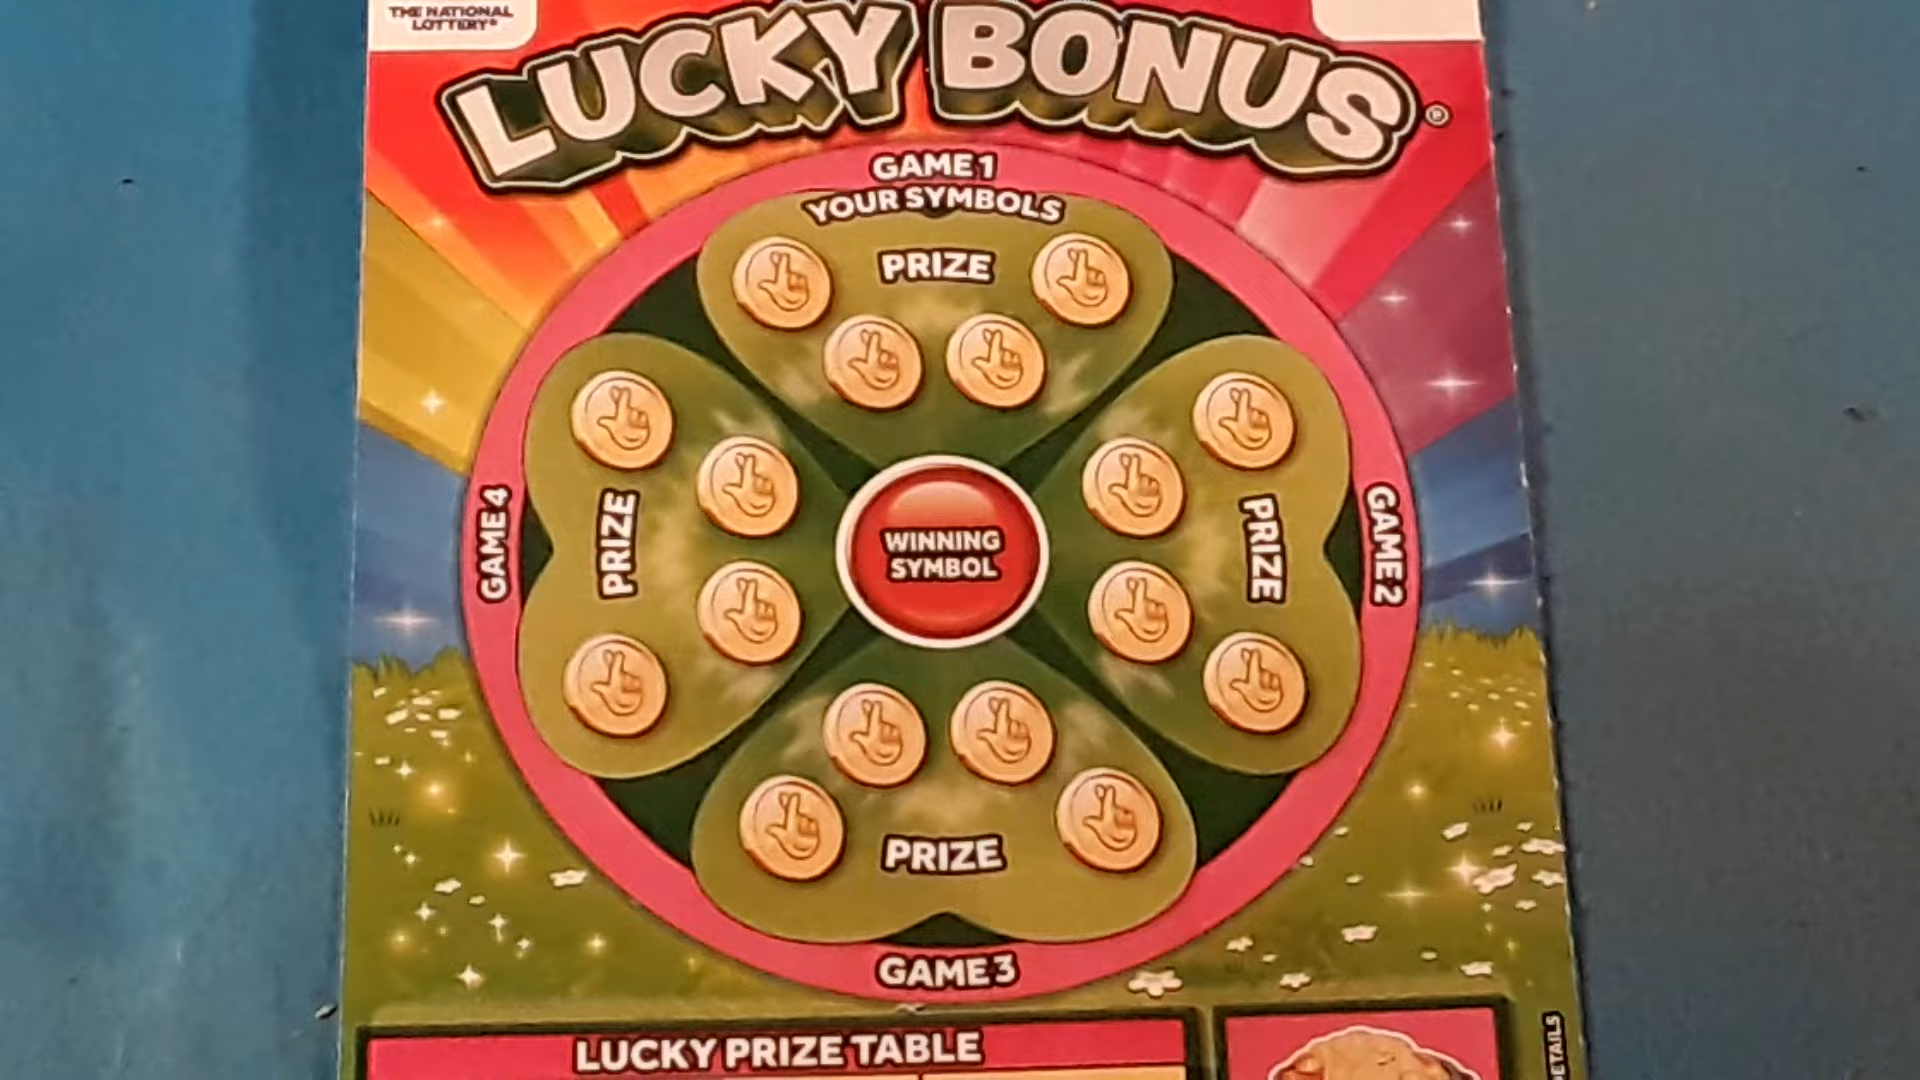 THE NATIONAL
LOTTERY®
LUCKY BONUS®
GAME 1
YOUR SYMBOLS
PRIZE
GAME 4
PRIZE
WINNING
SYMBOL
PRIZE
GAME 2
PRIZE
GAME 3
LUCKY PRIZE TABLE
DETAILS